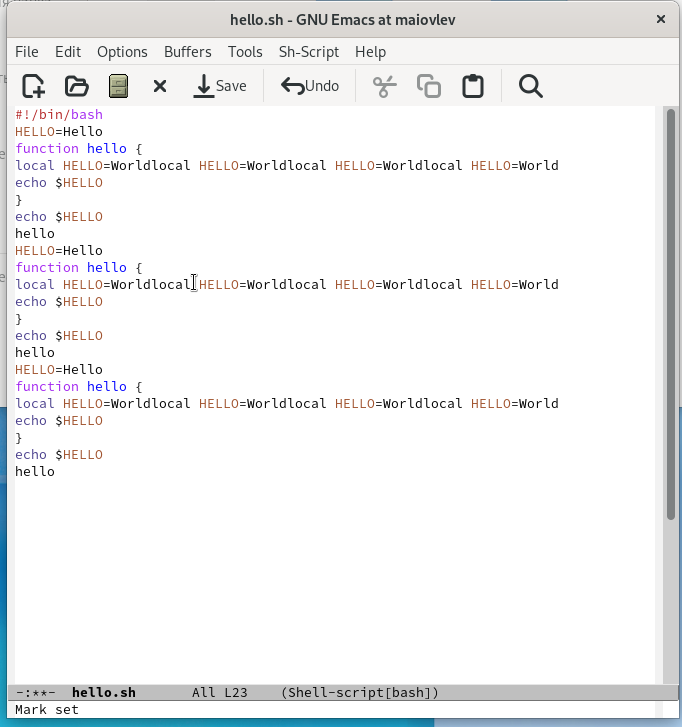 hello.sh - GNU Emacs at maiovlev
File Edit Options Buffers Tools Sh-Script Help
Save Undo
#!/bin/bash
HELLO=Hello
function hello {
local HELLO=Worldlocal HELLO=Worldlocal HELLO=Worldlocal HELLO=World
echo $HELLO
}
echo $HELLO
hello
HELLO=Hello
function hello {
local HELLO=Worldlocal HELLO=Worldlocal HELLO=Worldlocal HELLO=World
echo $HELLO
}
echo $HELLO
hello
HELLO=Hello
function hello {
local HELLO=Worldlocal HELLO=Worldlocal HELLO=Worldlocal HELLO=World
echo $HELLO
}
echo $HELLO
hello
-:**- hello.sh All L23 (Shell-script[bash])
Mark set